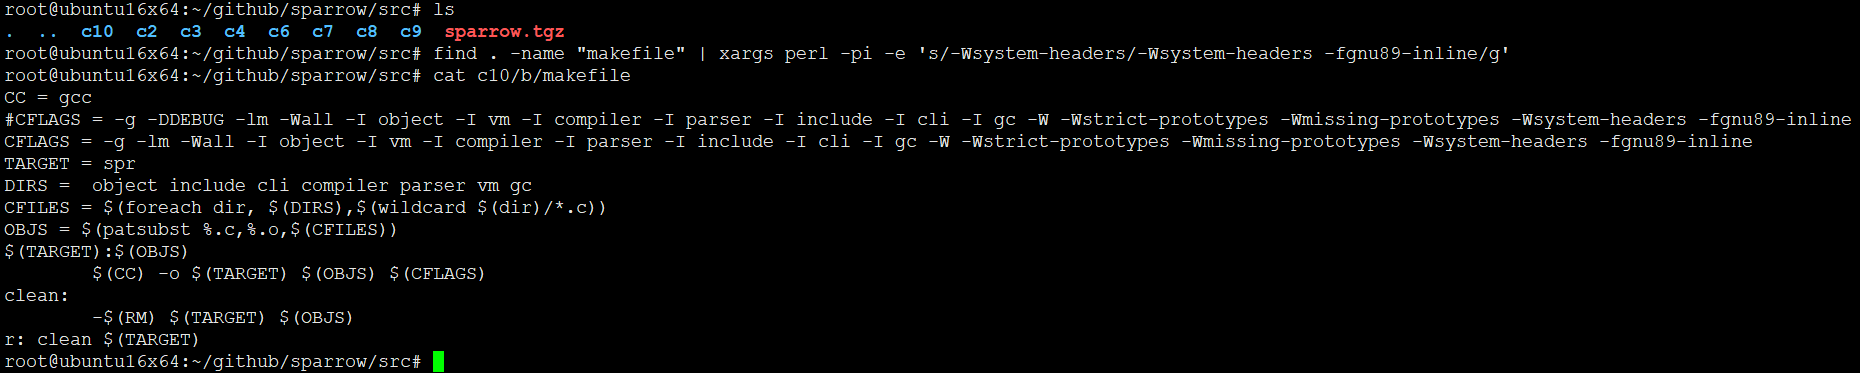 root@ubuntu16x64:~/github/sparrow/src# ls
.  ..  c10  c2  c3  c4  c6  c7  c8  c9  sparrow.tgz
root@ubuntu16x64:~/github/sparrow/src# find . -name "makefile" | xargs perl -pi -e 's/-Wsystem-headers/-Wsystem-headers -fgnu89-inline/g'
root@ubuntu16x64:~/github/sparrow/src# cat c10/b/makefile
CC = gcc
#CFLAGS = -g -DDEBUG -lm -Wall -I object -I vm -I compiler -I parser -I include -I cli -I gc -W -Wstrict-prototypes -Wmissing-prototypes -Wsystem-headers -fgnu89-inline
CFLAGS = -g -lm -Wall -I object -I vm -I compiler -I parser -I include -I cli -I gc -W -Wstrict-prototypes -Wmissing-prototypes -Wsystem-headers -fgnu89-inline
TARGET = spr
DIRS =  object include cli compiler parser vm gc
CFILES = $(foreach dir, $(DIRS),$(wildcard $(dir)/*.c))
OBJS = $(patsubst %.c,%.o,$(CFILES))
$(TARGET):$(OBJS)
        $(CC) -o $(TARGET) $(OBJS) $(CFLAGS)
clean:
        -$(RM) $(TARGET) $(OBJS)
r: clean $(TARGET)
root@ubuntu16x64:~/github/sparrow/src#